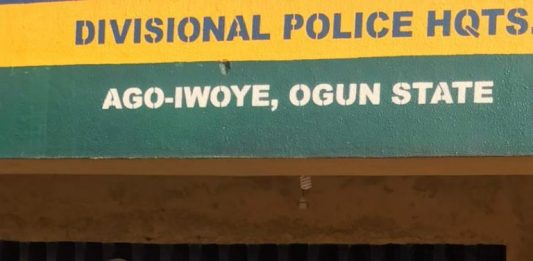 DIVISIONAL POLICE HQTS.
AGO-IWOYE, OGUN STATE